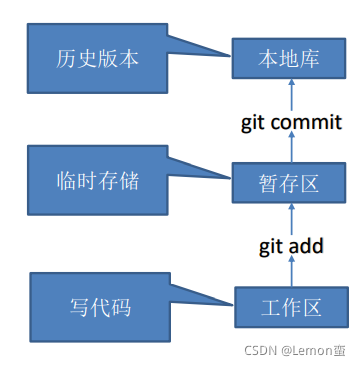 历史版本
本地库
git commit
临时存储
暂存区
git add
写代码
工作区
CSDN @Lemon蛮